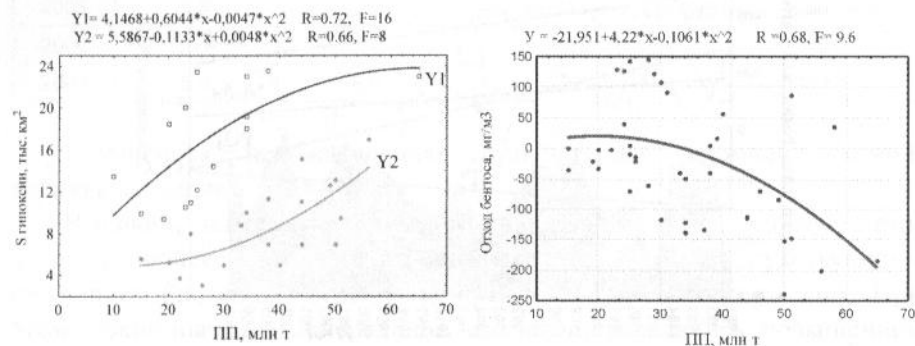 Y1= 4,1468+0,6044*x-0,0047*x^2 R=0.72, F=16
Y2 = 5,5867-0.1133*x+0,0048*x^2 R=0.66, F=8
S гипоксии, тыс. км²
24
20
16
12
8
4
Y1
Y2
0 10 20 30 40 50 60 70
ПП, млн т
У = -21,951+4,22*x-0,1061*x^2 R =0.68, F= 9.6
Отход бентоса, мг/м3
150
100
50
0
-50
-100
-150
-200
-250
10 20 30 40 50 60 70
ПП, млн т